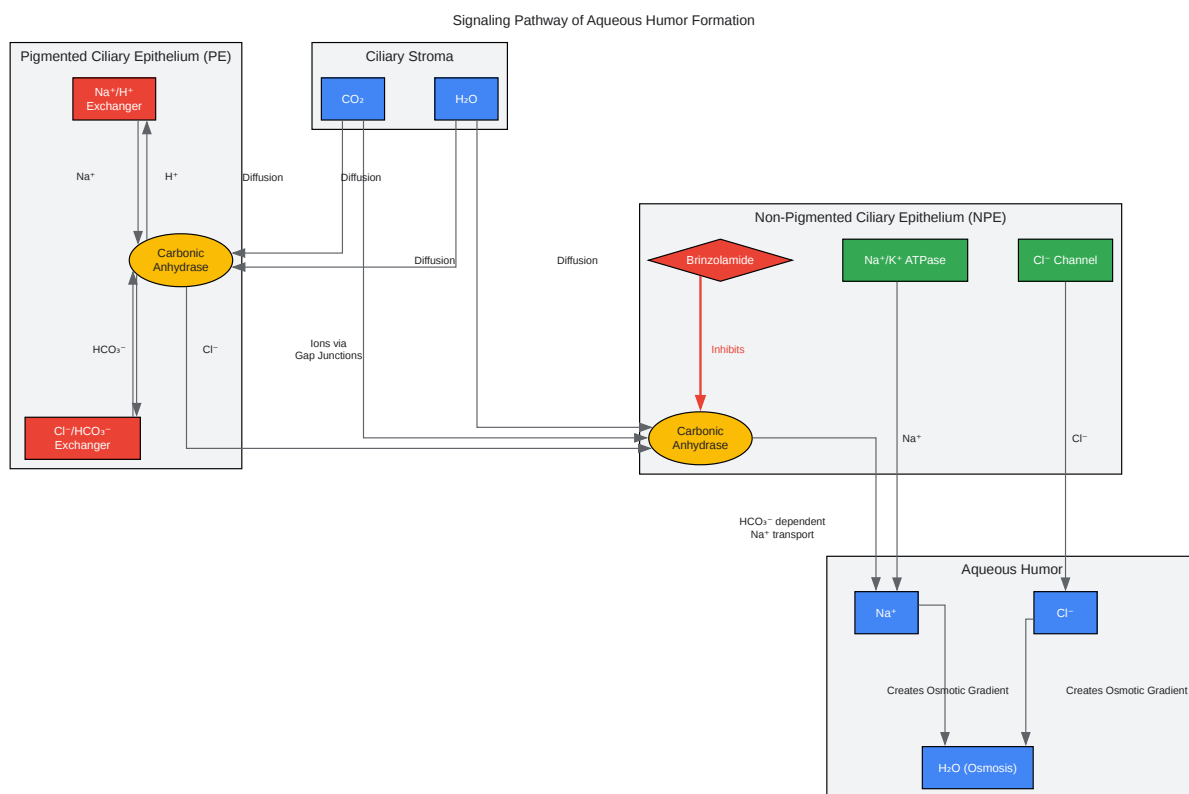 Signaling Pathway of Aqueous Humor Formation
Pigmented Ciliary Epithelium (PE)
Na⁺/H⁺
Exchanger
Na⁺
H⁺
Carbonic
Anhydrase
HCO₃⁻
Cl⁻
Cl⁻/HCO₃⁻
Exchanger
Ciliary Stroma
CO₂
H₂O
Diffusion
Diffusion
Diffusion
Diffusion
Ions via
Gap Junctions
Non-Pigmented Ciliary Epithelium (NPE)
Brinzolamide
Na⁺/K⁺ ATPase
Cl⁻ Channel
Inhibits
Carbonic
Anhydrase
Na⁺
Cl⁻
HCO₃⁻ dependent
Na⁺ transport
Aqueous Humor
Na⁺
Cl⁻
Creates Osmotic Gradient
Creates Osmotic Gradient
H₂O (Osmosis)